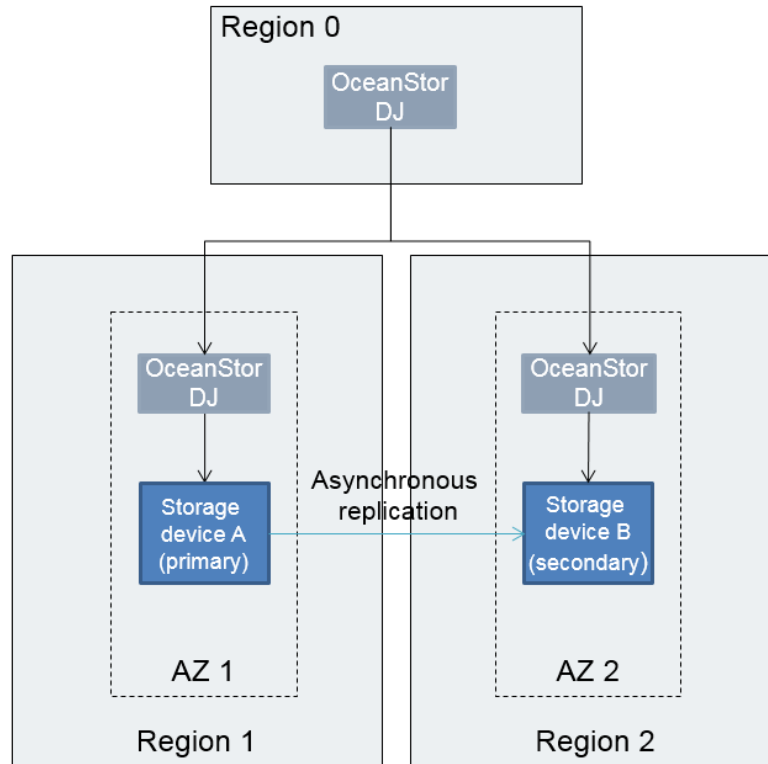 Region 0
OceanStor
DJ
OceanStor
DJ
OceanStor
DJ
Asynchronous
replication
Storage
device A
(primary)
Storage
device B
(secondary)
AZ 1
AZ 2
Region 1
Region 2